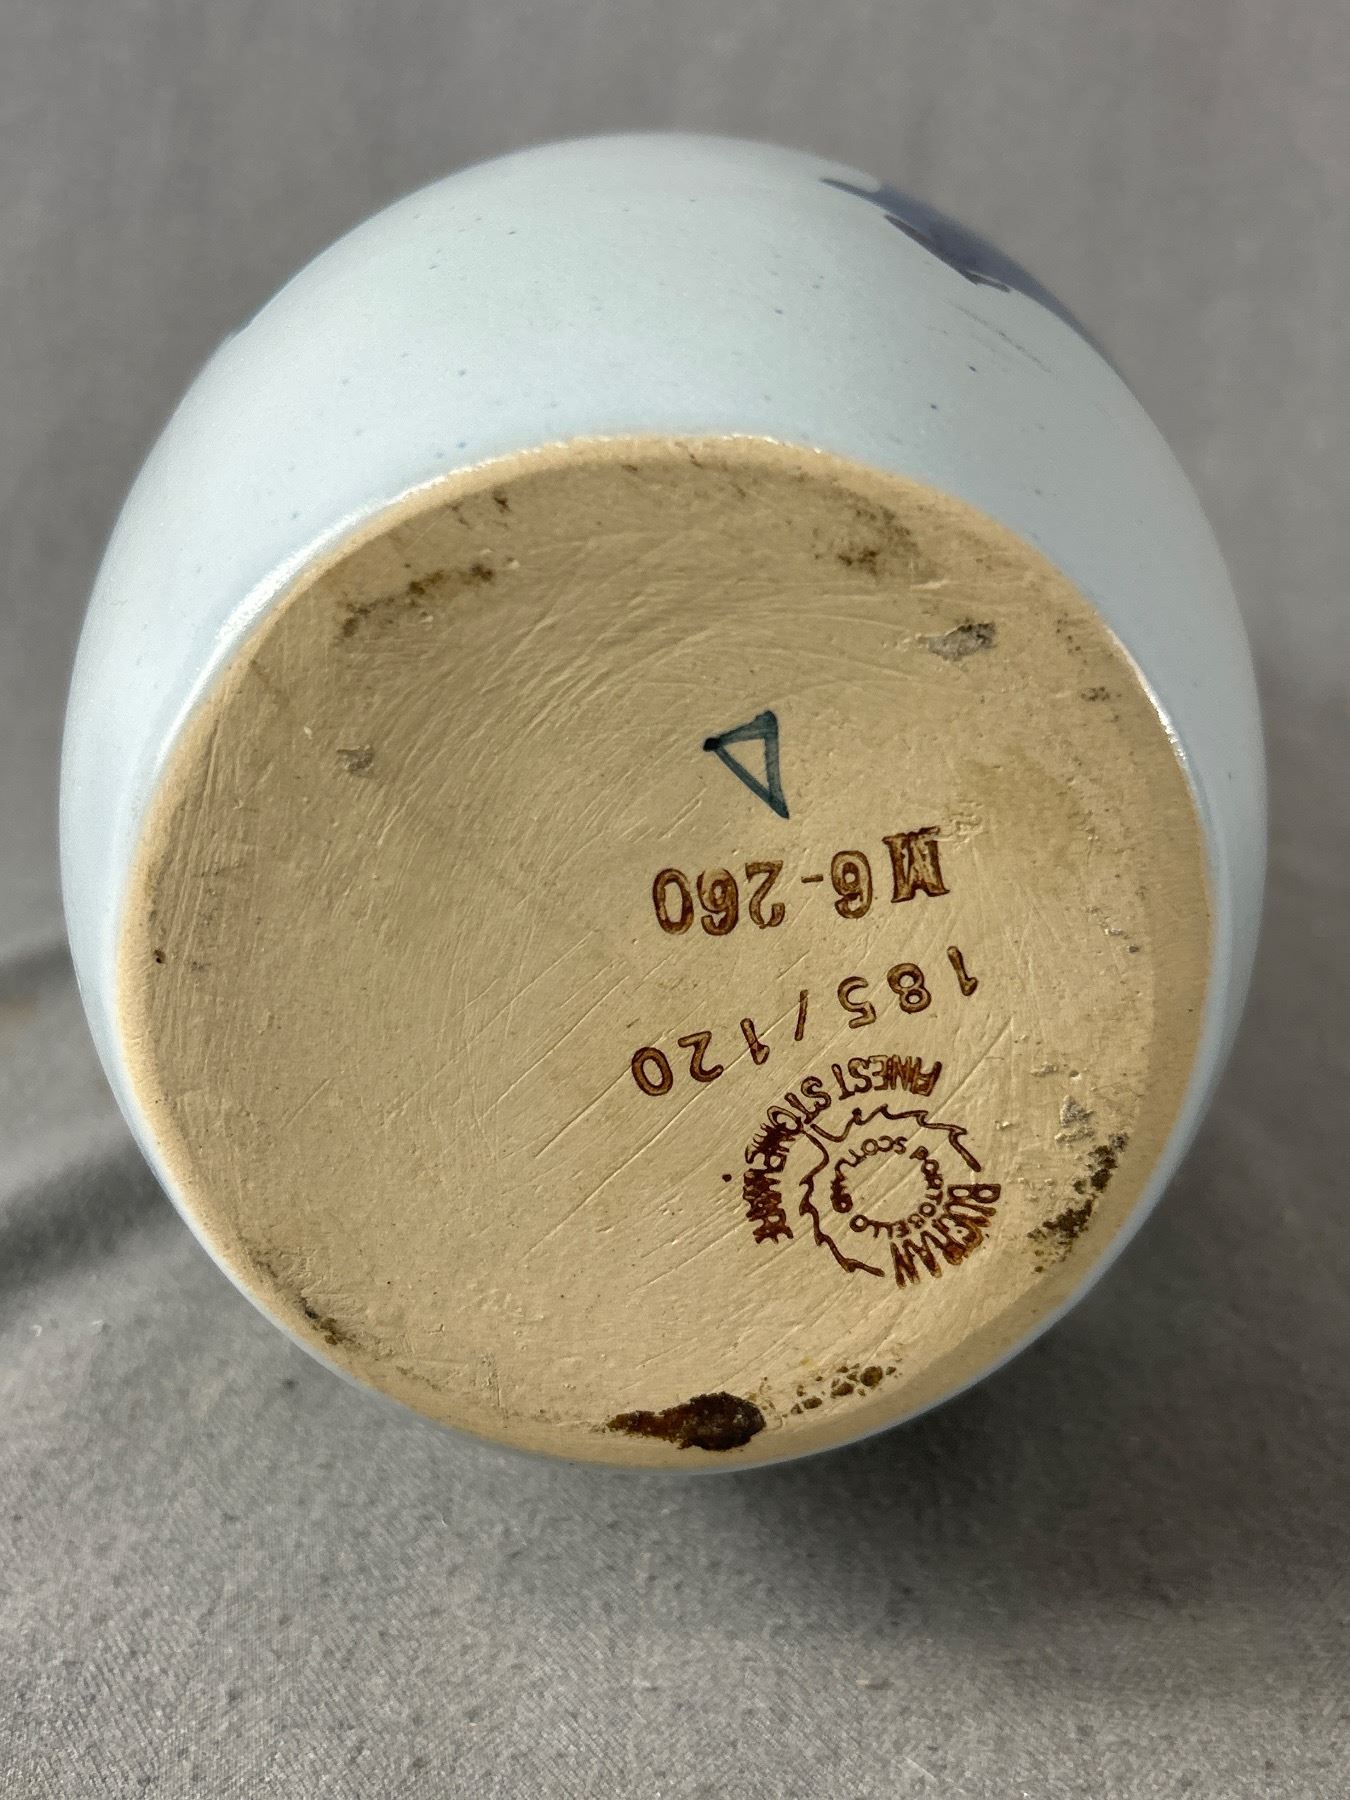 BUCHAN
PORTOBELLO
SCOTLAND
FINEST STONEWARE
185/120
M6-260